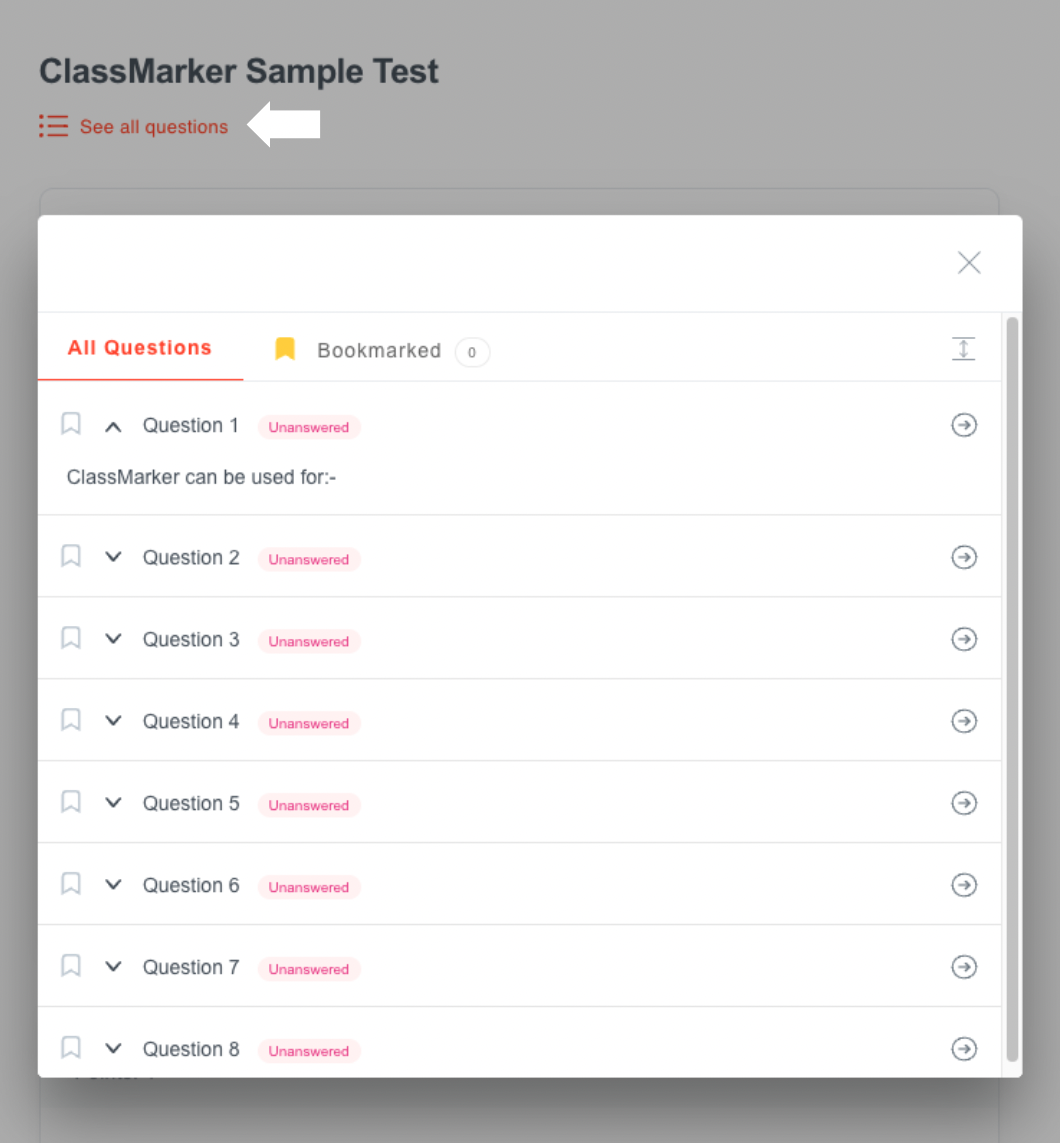 ClassMarker Sample Test
See all questions
All Questions
Bookmarked 0
Question 1 Unanswered
ClassMarker can be used for:-
Question 2 Unanswered
Question 3 Unanswered
Question 4 Unanswered
Question 5 Unanswered
Question 6 Unanswered
Question 7 Unanswered
Question 8 Unanswered